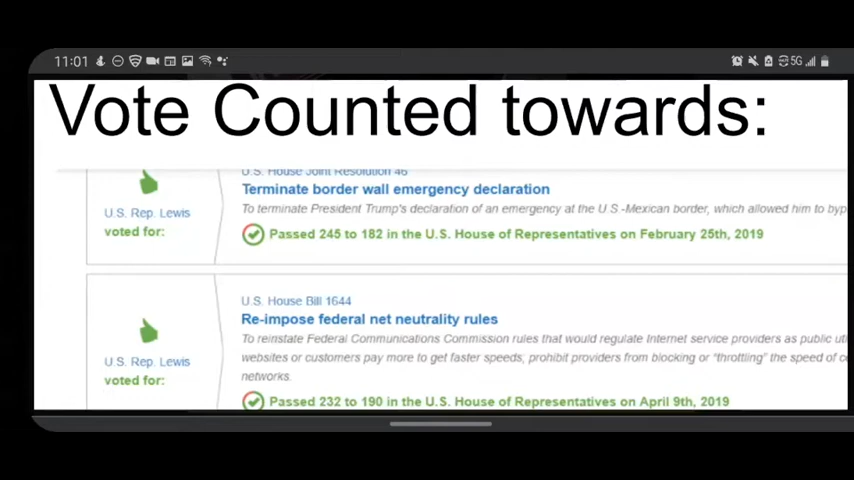 11:01
5G
Vote Counted towards:
U.S. House Joint Resolution 46
Terminate border wall emergency declaration
U.S. Rep. Lewis
voted for:
To terminate President Trump's declaration of an emergency at the U.S.-Mexican border, which allowed him to byp
Passed 245 to 182 in the U.S. House of Representatives on February 25th, 2019
U.S. House Bill 1644
Re-impose federal net neutrality rules
U.S. Rep. Lewis
voted for:
To reinstate Federal Communications Commission rules that would regulate Internet service providers as public uti
websites or customers pay more to get faster speeds; prohibit providers from blocking or "throttling" the speed of co
networks.
Passed 232 to 190 in the U.S. House of Representatives on April 9th, 2019